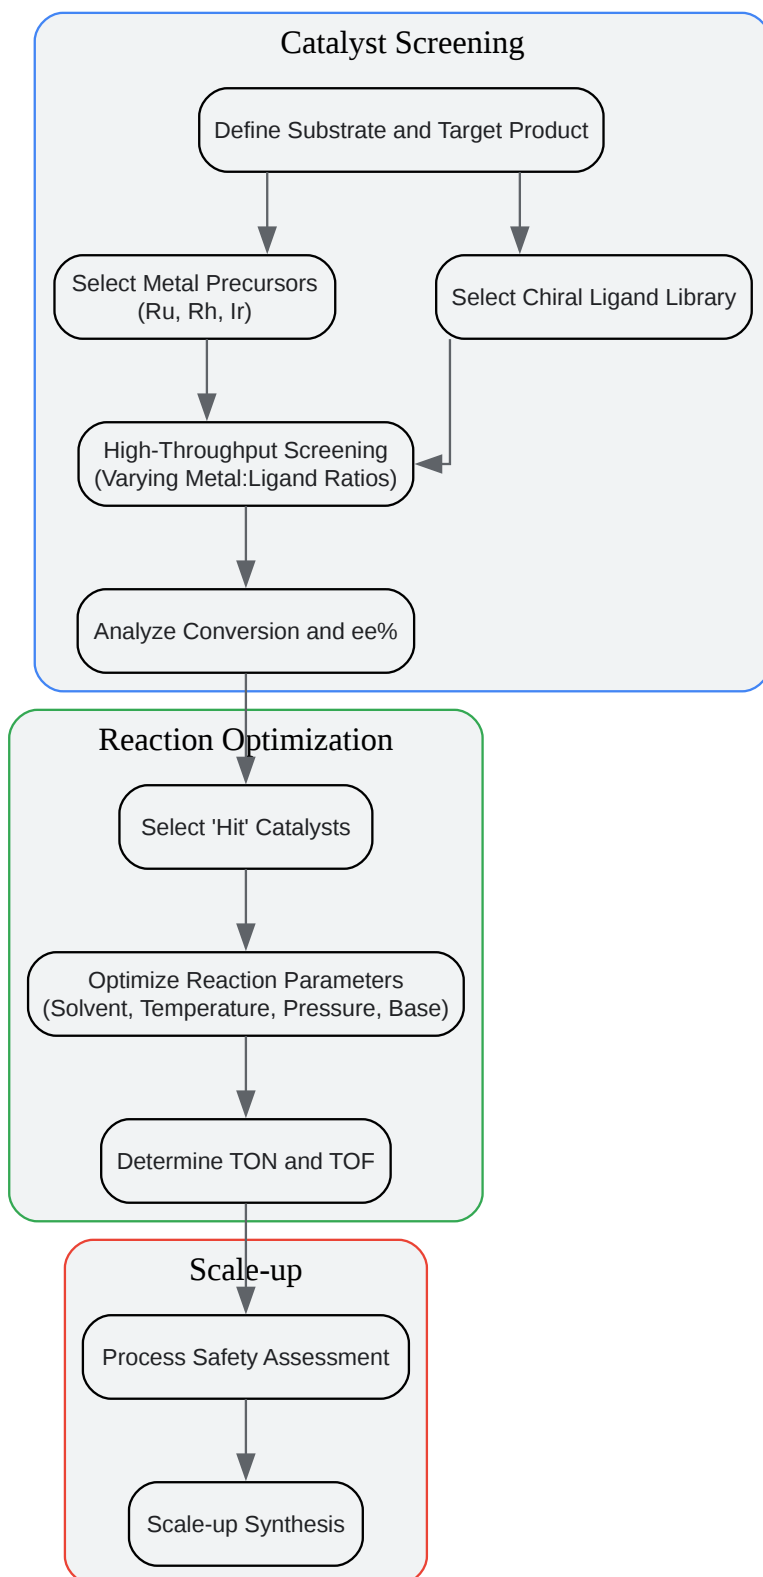 Catalyst Screening
Define Substrate and Target Product
Select Metal Precursors
(Ru, Rh, Ir)
Select Chiral Ligand Library
High-Throughput Screening
(Varying Metal:Ligand Ratios)
Analyze Conversion and ee%
Reaction Optimization
Select 'Hit' Catalysts
Optimize Reaction Parameters
(Solvent, Temperature, Pressure, Base)
Determine TON and TOF
Scale-up
Process Safety Assessment
Scale-up Synthesis